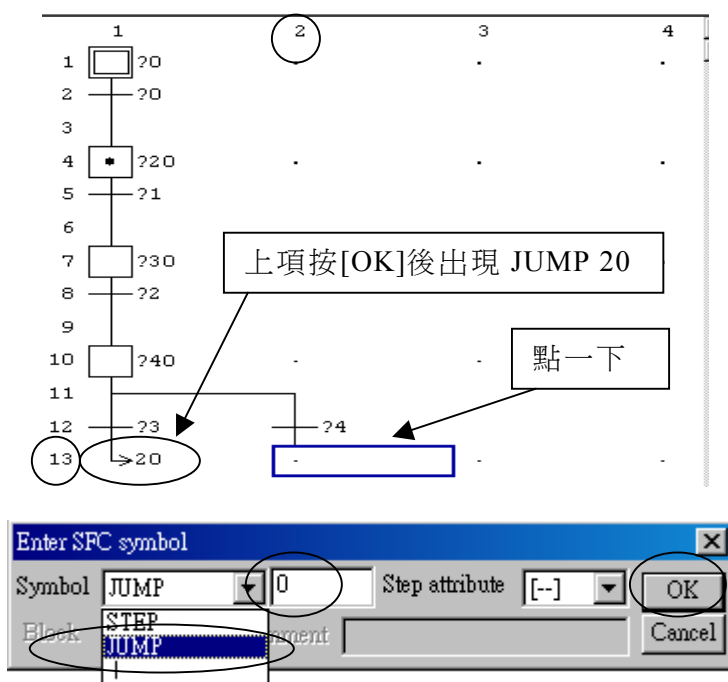 1 2 3 4
1 ?0
2 ?0
3
4 ?20
5 ?1
6
7 ?30
上項按[OK]後出現 JUMP 20
8 ?2
9
10 ?40
點一下
11
12 ?3 ?4
13 20
Enter SFC symbol
Symbol JUMP 0 Step attribute [--] OK
Block STEP Cancel
JUMP